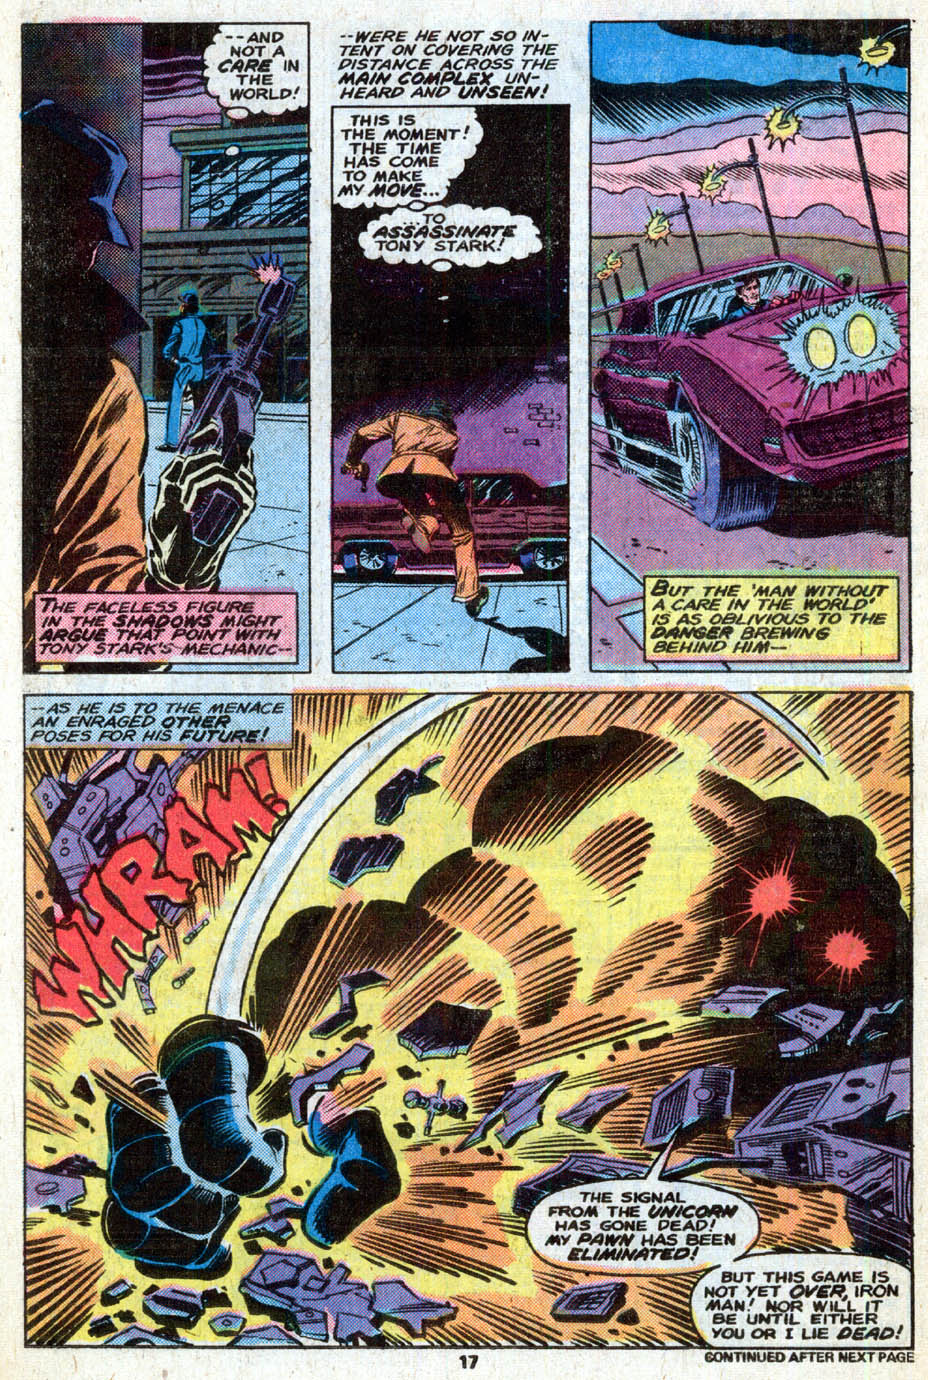 --AND
NOT A
CARE IN
THE
WORLD!
THE FACELESS FIGURE
IN THE SHADOWS MIGHT
ARGUE THAT POINT WITH
TONY STARK'S MECHANIC--
--WERE HE NOT SO IN-
TENT ON COVERING THE
DISTANCE ACROSS THE
MAIN COMPLEX UN-
HEARD AND UNSEEN!
THIS IS
THE MOMENT!
THE TIME
HAS COME
TO MAKE
MY MOVE...
...TO
ASSASSINATE
TONY STARK!
BUT THE 'MAN WITHOUT
A CARE IN THE WORLD'
IS AS OBLIVIOUS TO THE
DANGER BREWING
BEHIND HIM--
--AS HE IS TO THE MENACE
AN ENRAGED OTHER
POSES FOR HIS FUTURE!
WHRAM!
THE SIGNAL
FROM THE UNICORN
HAS GONE DEAD!
MY PAWN HAS BEEN
ELIMINATED!
BUT THIS GAME IS
NOT YET OVER, IRON
MAN! NOR WILL IT
BE UNTIL EITHER
YOU OR I LIE DEAD!
17
CONTINUED AFTER NEXT PAGE